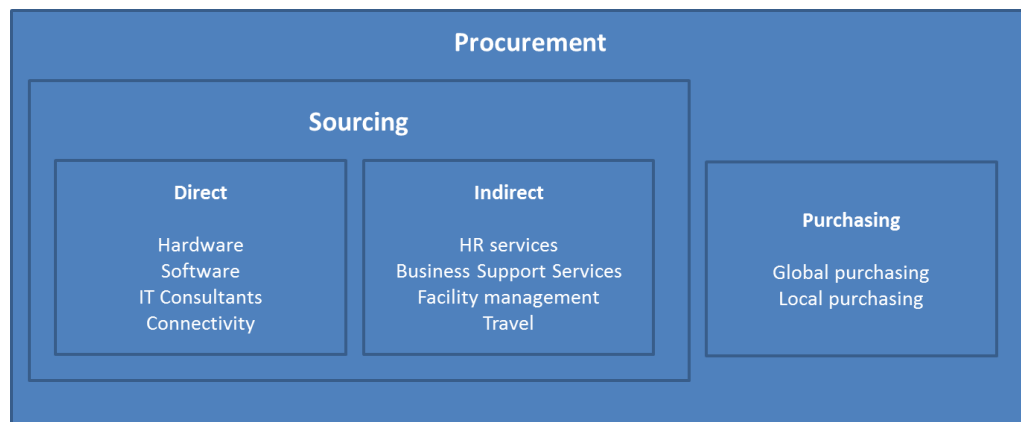 Procurement
Sourcing
Direct
Hardware
Software
IT Consultants
Connectivity
Indirect
HR services
Business Support Services
Facility management
Travel
Purchasing
Global purchasing
Local purchasing